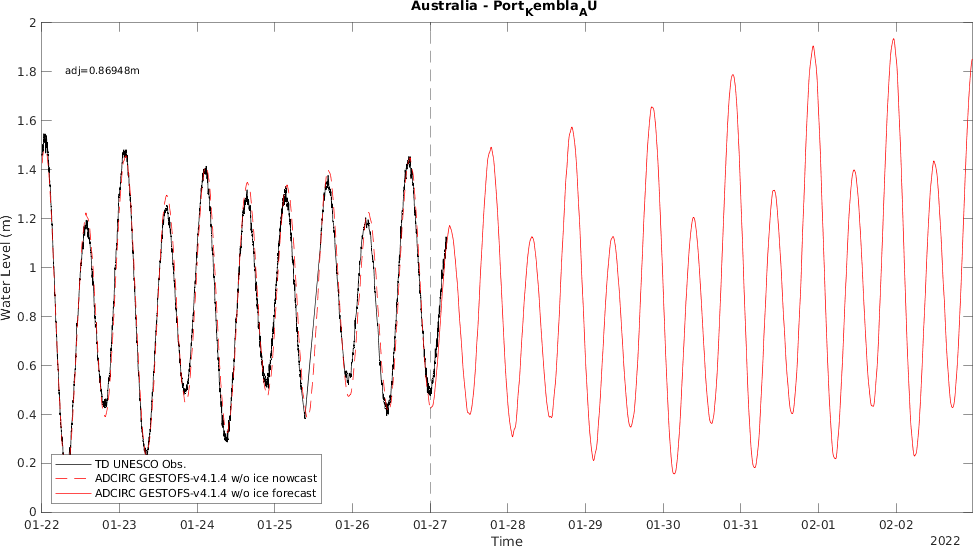 Australia - PortKemblaAU
2
1.8
1.6
1.4
1.2
1
0.8
0.6
0.4
0.2
0
Water Level (m)
adj=0.86948m
TD UNESCO Obs.
ADCIRC GESTOFS-v4.1.4 w/o ice nowcast
ADCIRC GESTOFS-v4.1.4 w/o ice forecast
01-22 01-23 01-24 01-25 01-26 01-27 01-28 01-29 01-30 01-31 02-01 02-02
Time
2022